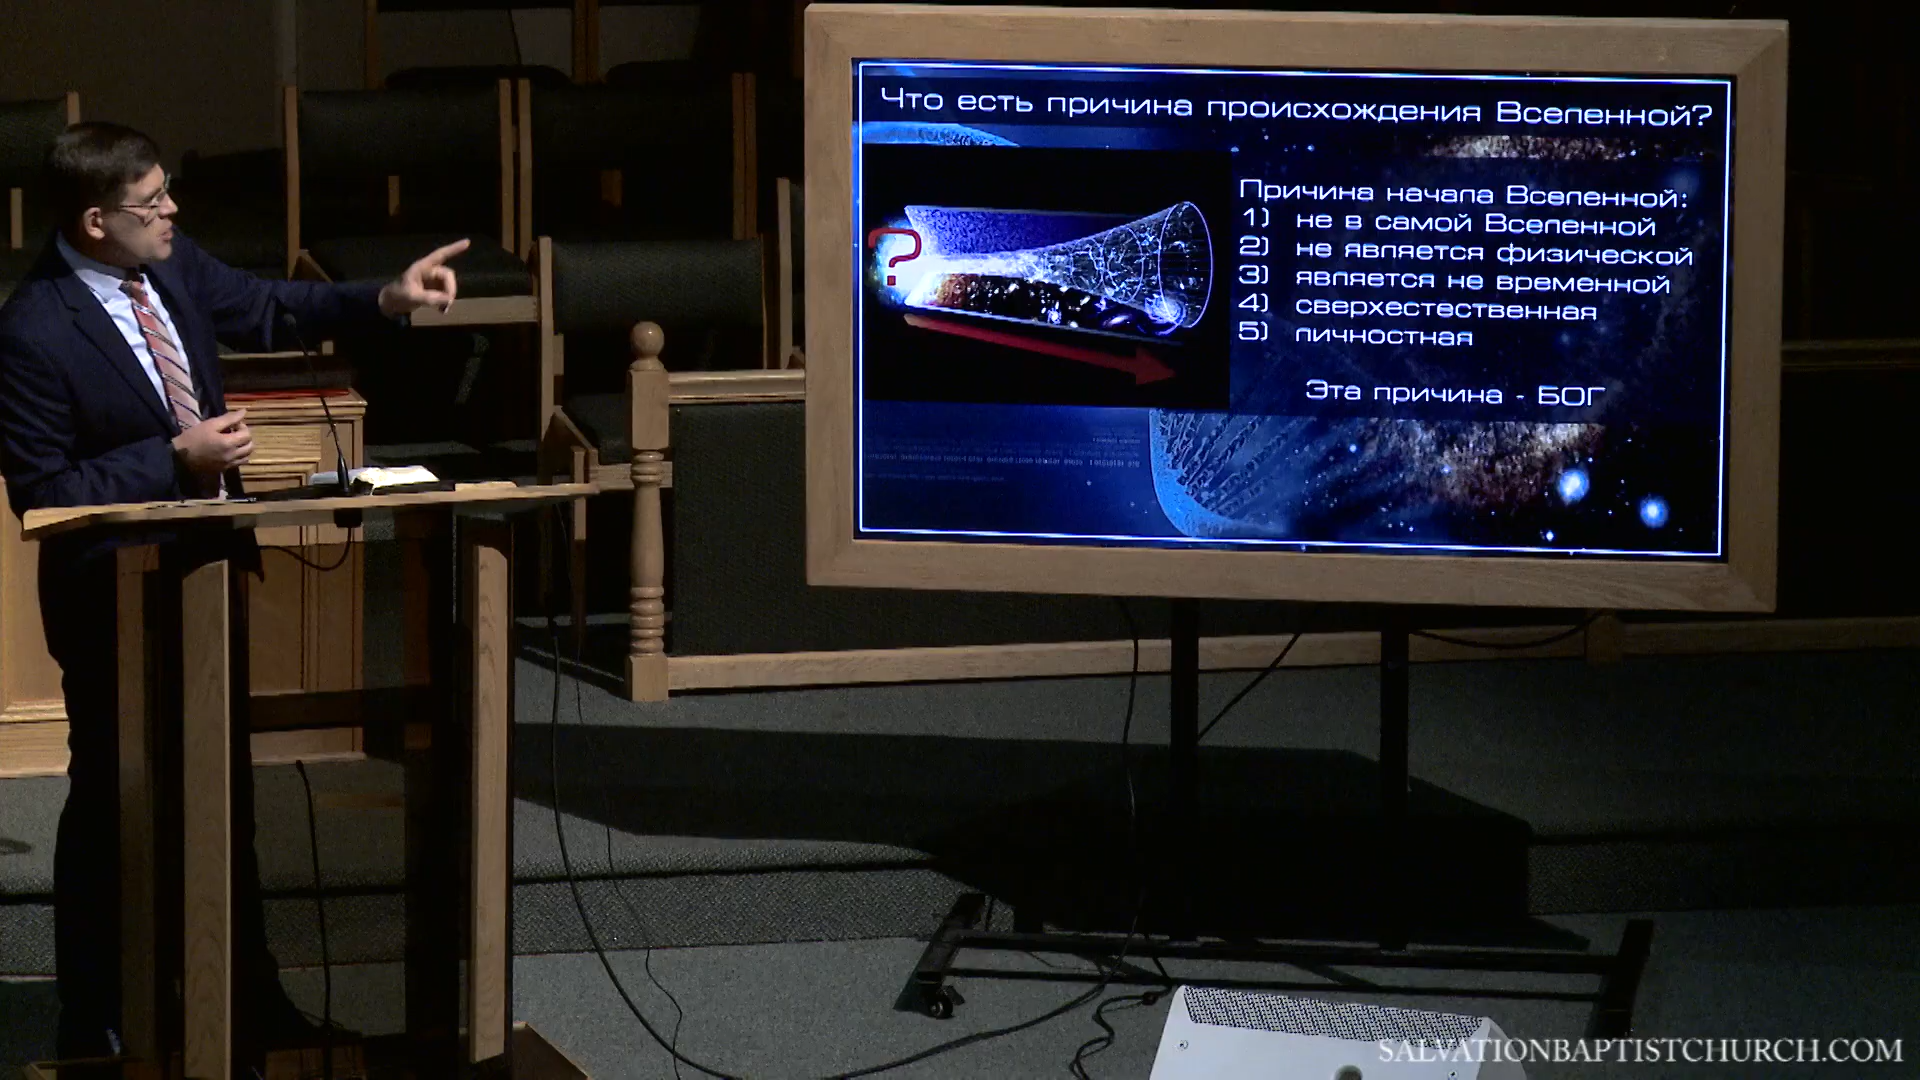 Что есть причина происхождения Вселенной?
?
Причина начала Вселенной:
1) не в самой Вселенной
2) не является физической
3) является не временной
4) сверхестественная
5) личностная
Эта причина - БОГ
SALVATIONBAPTISTCHURCH.COM